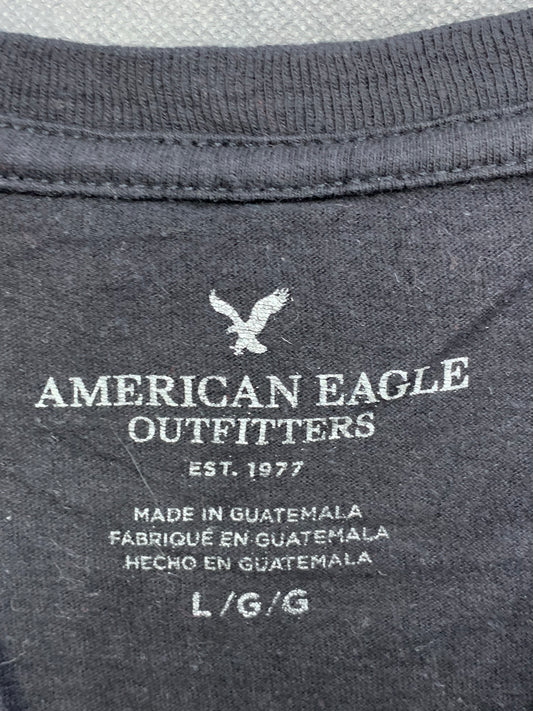 AMERICAN EAGLE
OUTFITTERS
EST. 1977
MADE IN GUATEMALA
FABRIQUÉ EN GUATEMALA
HECHO EN GUATEMALA
L/G/G